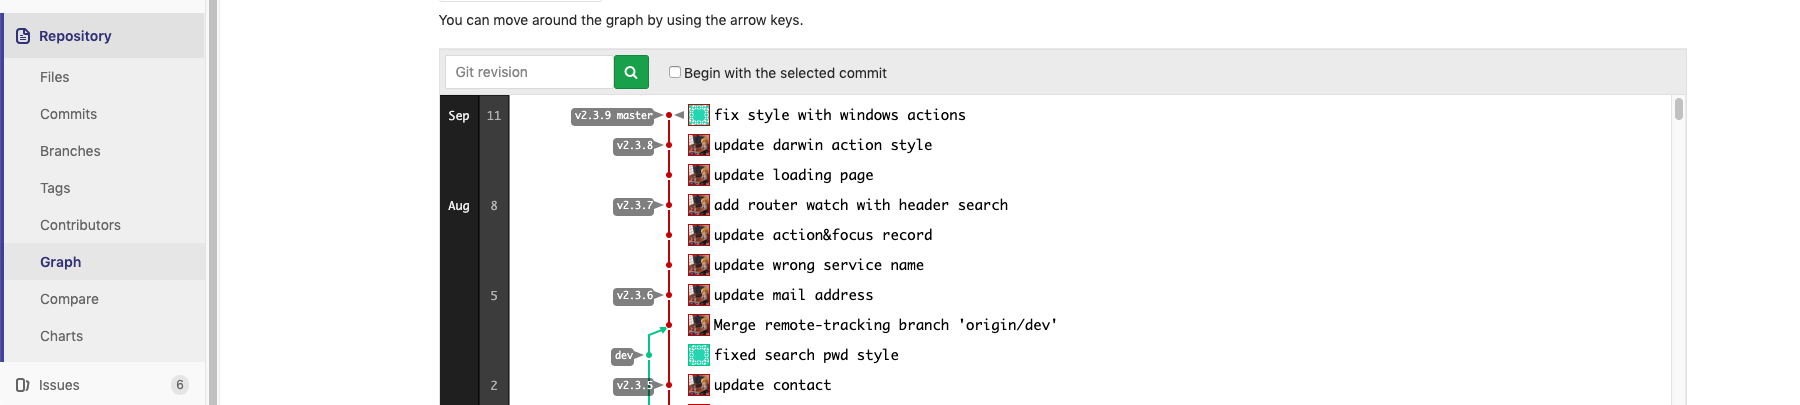 You can move around the graph by using the arrow keys.
Repository
Files
Commits
Branches
Tags
Contributors
Graph
Compare
Charts
Issues 6
Git revision
Begin with the selected commit
Sep 11 v2.3.9 master fix style with windows actions
v2.3.8 update darwin action style
update loading page
Aug 8 v2.3.7 add router watch with header search
update action&focus record
update wrong service name
5 v2.3.6 update mail address
Merge remote-tracking branch 'origin/dev'
dev fixed search pwd style
2 v2.3.5 update contact